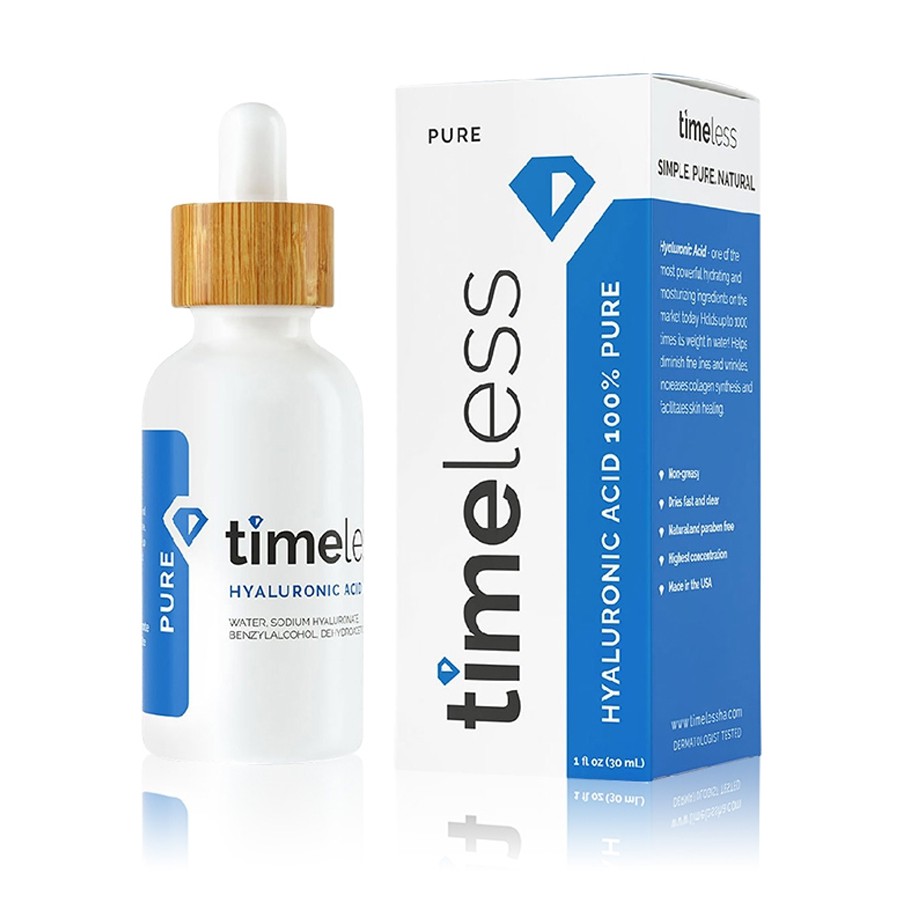 PURE
timeless
HYALURONIC ACID 100% PURE
1 fl oz (30 mL)
timeless
SIMPLE. PURE. NATURAL
Hyaluronic Acid - one of the
most powerful hydrating and
moisturizing ingredients on the
market today. Holds up to 1000
times its weight in water! Helps
diminish fine lines and wrinkles,
increases collagen synthesis and
facilitates skin healing.
Non-greasy
Dries fast and clear
Natural and paraben free
Highest concentration
Made in the USA
www.timelessha.com
DERMATOLOGIST TESTED
PURE
timeles
HYALURONIC ACID
WATER, SODIUM HYALURONATE
BENZYLALCOHOL,